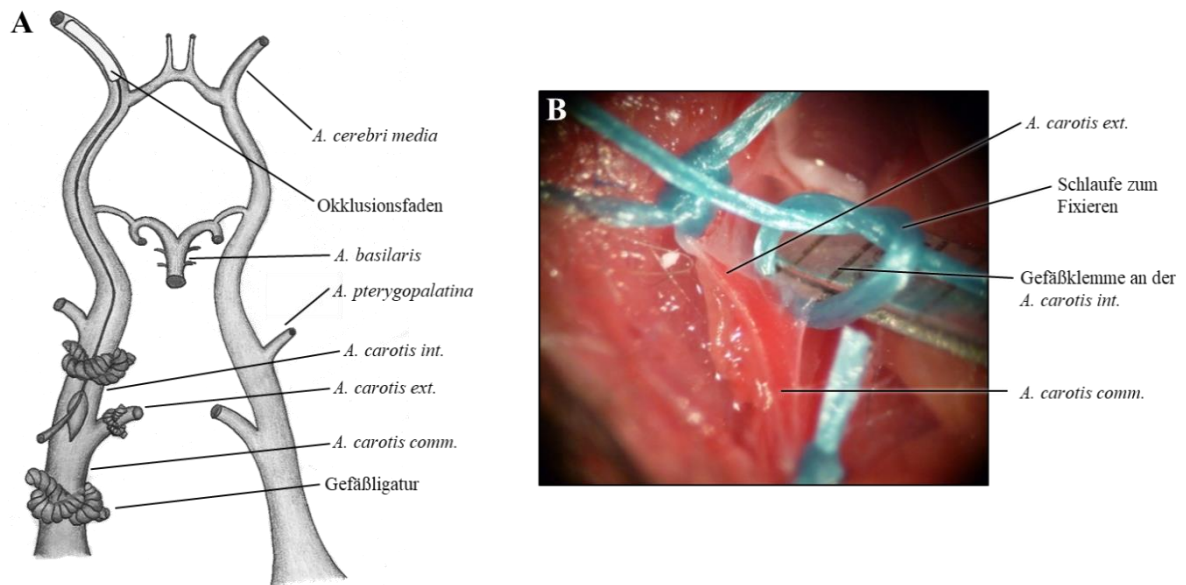 A
A. cerebri media
Okklusionsfaden
A. basilaris
A. pterygopalatina
A. carotis int.
A. carotis ext.
A. carotis comm.
Gefäßligatur
B
A. carotis ext.
Schlaufe zum
Fixieren
Gefäßklemme an der
A. carotis int.
A. carotis comm.